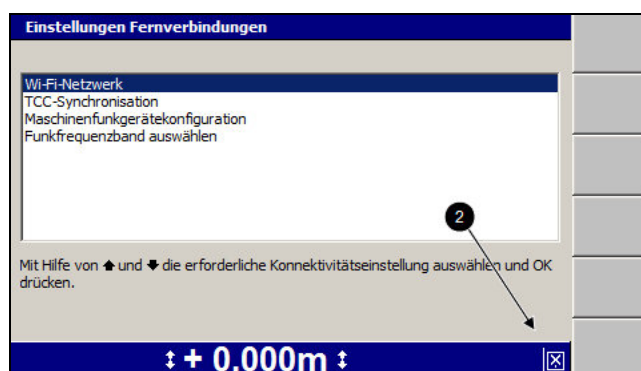 Einstellungen Fernverbindungen
Wi-Fi-Netzwerk
TCC-Synchronisation
Maschinenfunkgerätekonfiguration
Funkfrequenzband auswählen
2
Mit Hilfe von 🡅 und 🡇 die erforderliche Konnektivitätseinstellung auswählen und OK
drücken.
↕ + 0.000m ↕